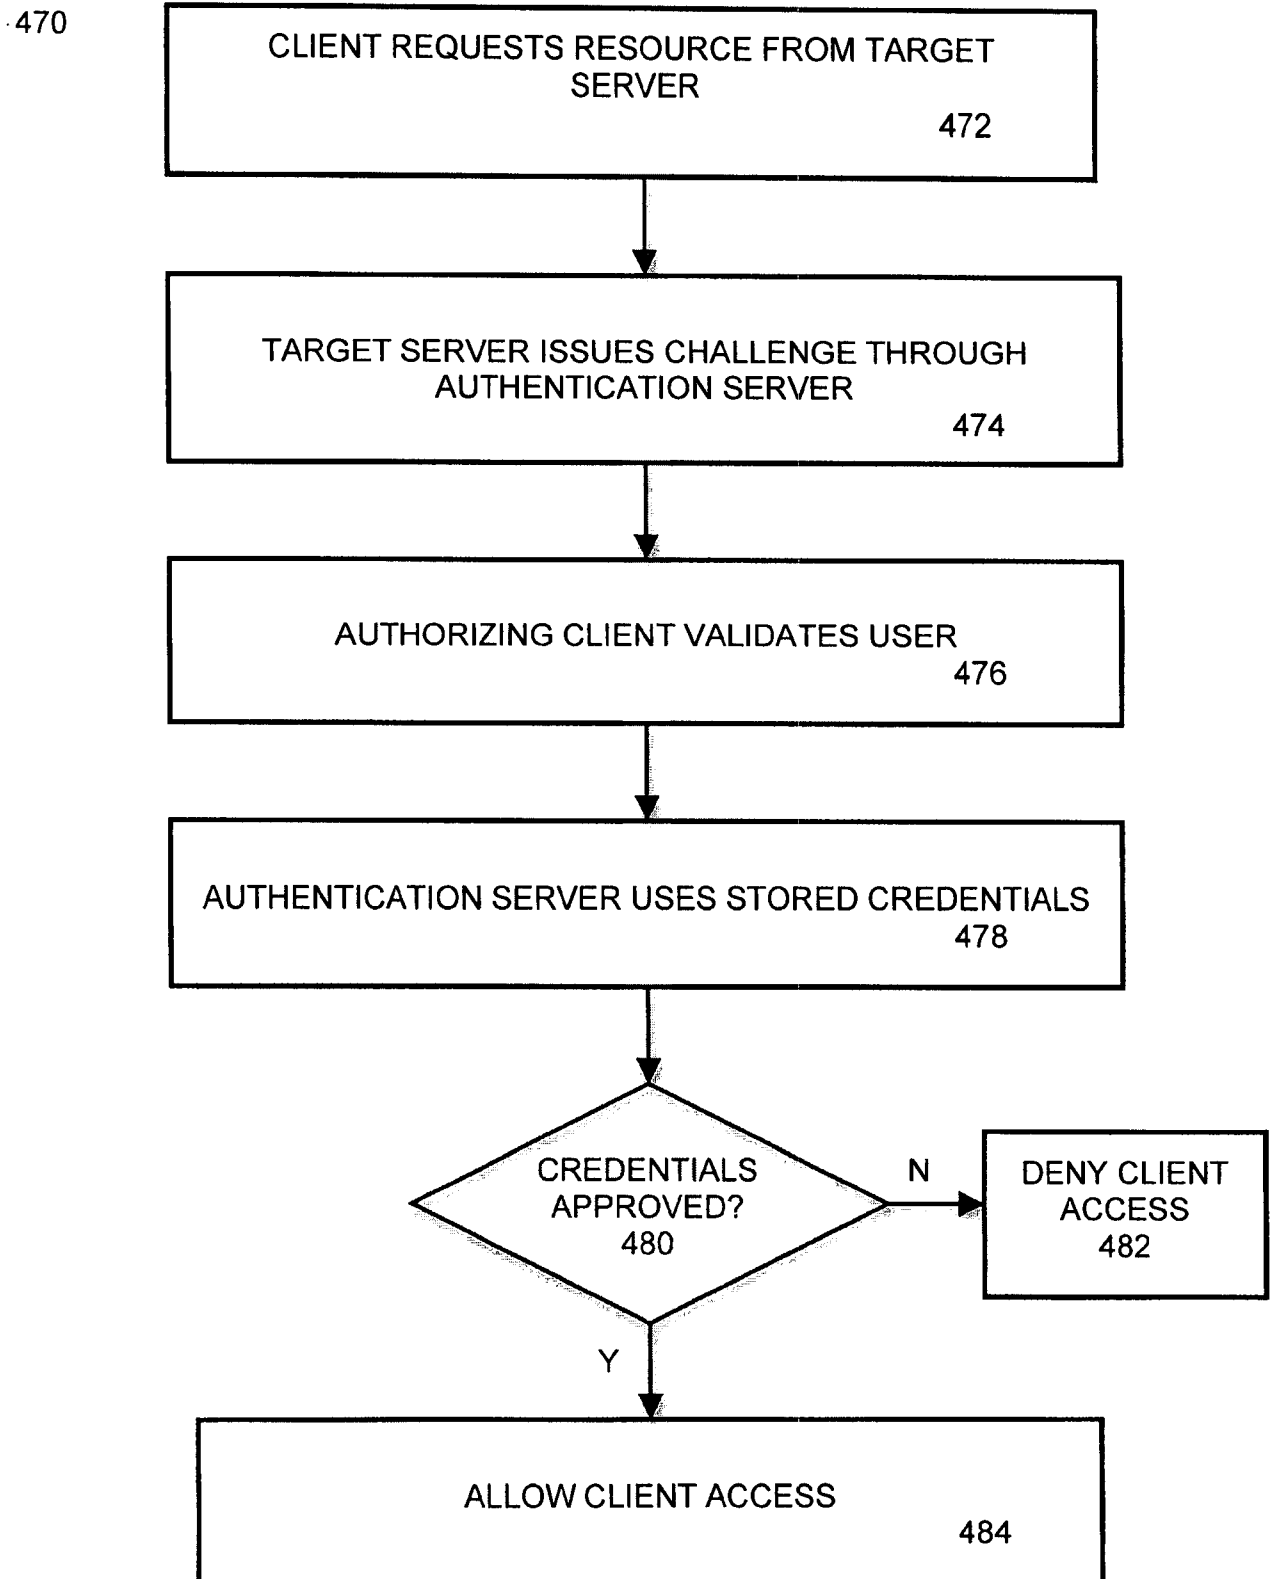 470
CLIENT REQUESTS RESOURCE FROM TARGET
SERVER
472
TARGET SERVER ISSUES CHALLENGE THROUGH
AUTHENTICATION SERVER
474
AUTHORIZING CLIENT VALIDATES USER
476
AUTHENTICATION SERVER USES STORED CREDENTIALS
478
CREDENTIALS
APPROVED?
480
N
DENY CLIENT
ACCESS
482
Y
ALLOW CLIENT ACCESS
484